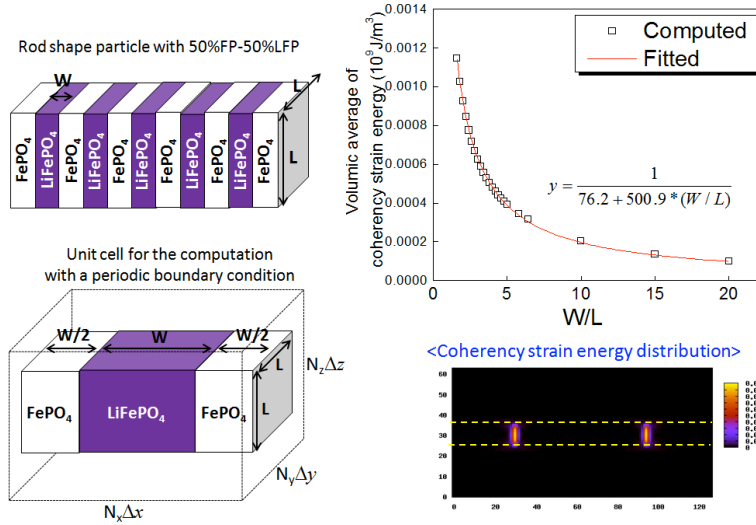 Rod shape particle with 50%FP-50%LFP
W
L
L
FePO4
LiFePO4
FePO4
LiFePO4
FePO4
LiFePO4
FePO4
LiFePO4
FePO4
LiFePO4
FePO4
Unit cell for the computation
with a periodic boundary condition
W/2
W
W/2
NzΔz
L
L
FePO4
LiFePO4
FePO4
NyΔy
NxΔx
Computed
Fitted
Volumic average of
coherency strain energy (10^9 J/m^3)
0.0014
0.0012
0.0010
0.0008
0.0006
0.0004
0.0002
0.0000
y = 1 / 76.2 + 500.9 * (W / L)
0 5 10 15 20
W/L
<Coherency strain energy distribution>
60
50
40
30
20
10
0
0 20 40 60 80 100 120